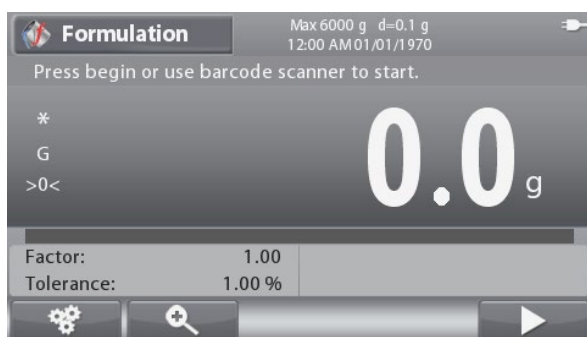 Formulation
Max 6000 g d=0.1 g
12:00 AM 01/01/1970
Press begin or use barcode scanner to start.
*
G
>0<
0.0 g
Factor: 1.00
Tolerance: 1.00 %